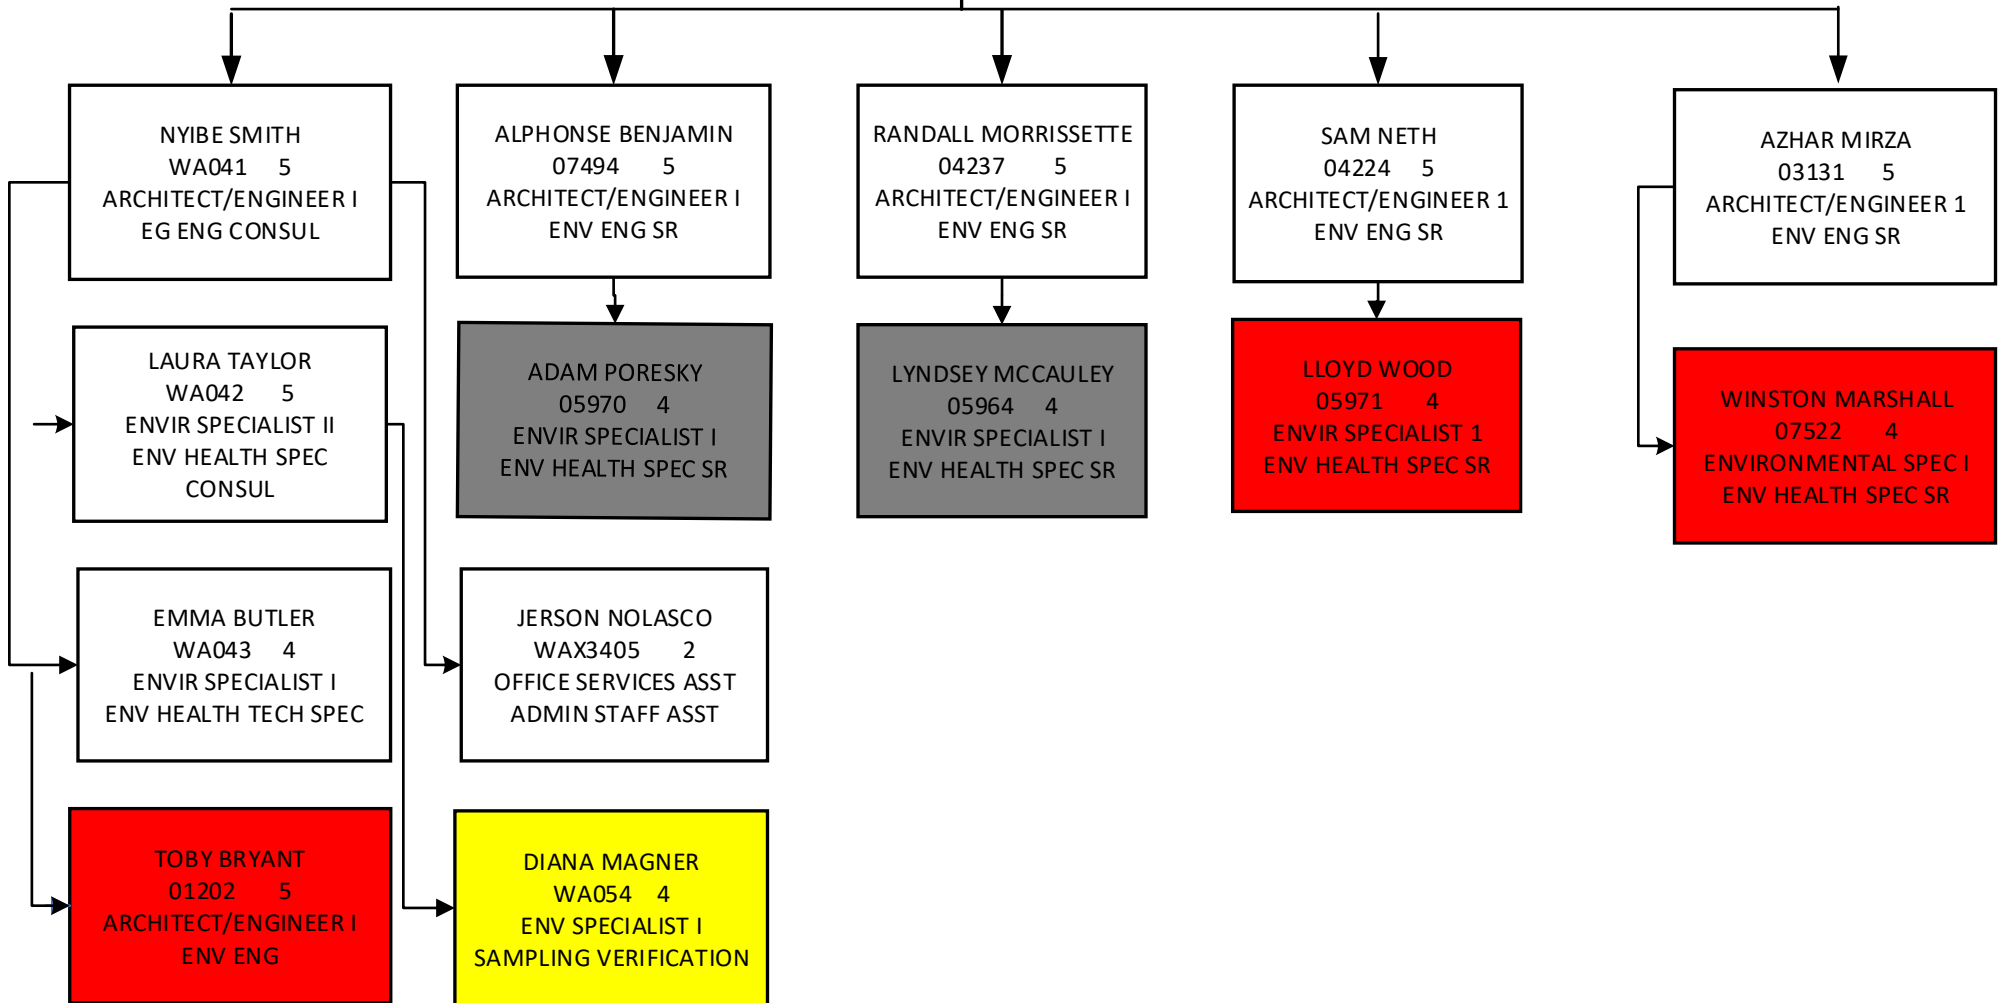 NYIBE SMITH
WA041 5
ARCHITECT/ENGINEER I
EG ENG CONSUL
ALPHONSE BENJAMIN
07494 5
ARCHITECT/ENGINEER I
ENV ENG SR
RANDALL MORRISSETTE
04237 5
ARCHITECT/ENGINEER I
ENV ENG SR
SAM NETH
04224 5
ARCHITECT/ENGINEER 1
ENV ENG SR
AZHAR MIRZA
03131 5
ARCHITECT/ENGINEER 1
ENV ENG SR
LAURA TAYLOR
WA042 5
ENVIR SPECIALIST II
ENV HEALTH SPEC
CONSUL
ADAM PORESKY
05970 4
ENVIR SPECIALIST I
ENV HEALTH SPEC SR
LYNDSEY MCCAULEY
05964 4
ENVIR SPECIALIST I
ENV HEALTH SPEC SR
LLOYD WOOD
05971 4
ENVIR SPECIALIST 1
ENV HEALTH SPEC SR
WINSTON MARSHALL
07522 4
ENVIRONMENTAL SPEC I
ENV HEALTH SPEC SR
EMMA BUTLER
WA043 4
ENVIR SPECIALIST I
ENV HEALTH TECH SPEC
JERSON NOLASCO
WAX3405 2
OFFICE SERVICES ASST
ADMIN STAFF ASST
TOBY BRYANT
01202 5
ARCHITECT/ENGINEER I
ENV ENG
DIANA MAGNER
WA054 4
ENV SPECIALIST I
SAMPLING VERIFICATION